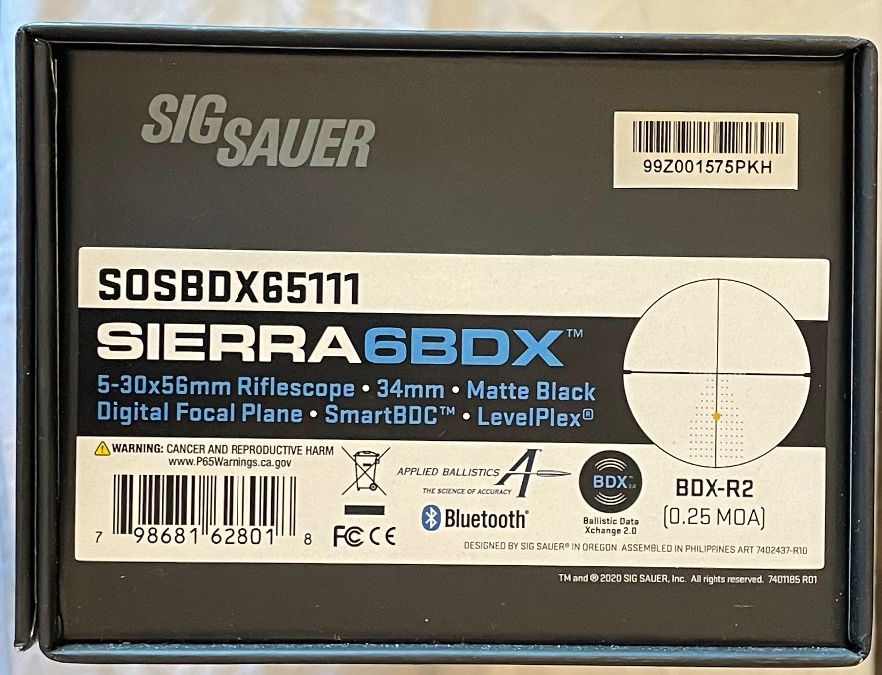 SIG SAUER
99Z001575PKH
SOSBDX65111
SIERRA6BDX™
5-30x56mm Riflescope • 34mm • Matte Black
Digital Focal Plane • SmartBDC™ • LevelPlex®
WARNING: CANCER AND REPRODUCTIVE HARM
www.P65Warnings.ca.gov
7 98681 62801 8
FC CE
APPLIED BALLISTICS A
THE SCIENCE OF ACCURACY
Bluetooth®
BDX™ 2.0
Ballistic Data
Xchange 2.0
BDX-R2
(0.25 MOA)
DESIGNED BY SIG SAUER® IN OREGON ASSEMBLED IN PHILIPPINES ART 7402437-R10
TM and ® 2020 SIG SAUER, Inc. All rights reserved. 7401185 R01